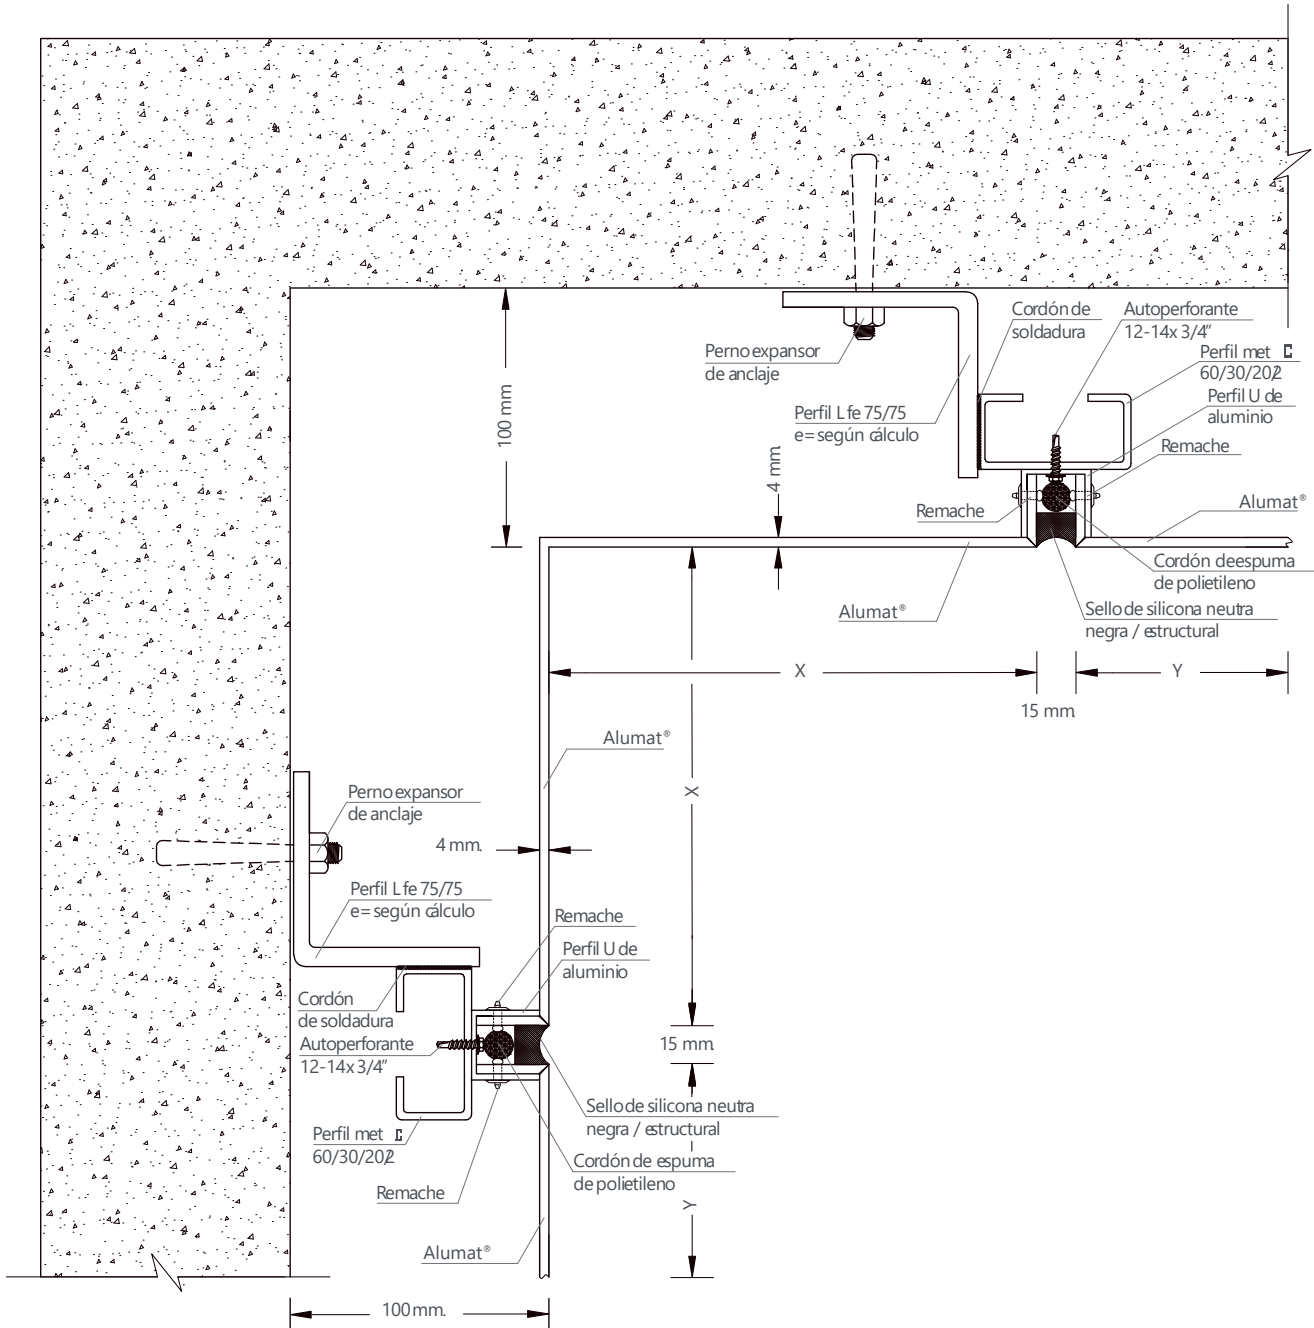 Cordón de
soldadura
Autoperforante
12-14x 3/4"
Perno expansor
de anclaje
Perfil met
60/30/20/2
Perfil U de
aluminio
100 mm
Perfil L fe 75/75
e= según cálculo
Remache
4 mm.
Remache
Alumat®
Cordón de espuma
de polietileno
Alumat®
Sello de silicona neutra
negra / estructural
X
Y
15 mm.
Alumat®
X
Perno expansor
de anclaje
4 mm.
Perfil L fe 75/75
e= según cálculo
Remache
Perfil U de
aluminio
Cordón
de soldadura
Autoperforante
12-14x 3/4"
15 mm.
Sello de silicona neutra
negra / estructural
Perfil met
60/30/20/2
Cordón de espuma
de polietileno
Remache
Y
Alumat®
100 mm.